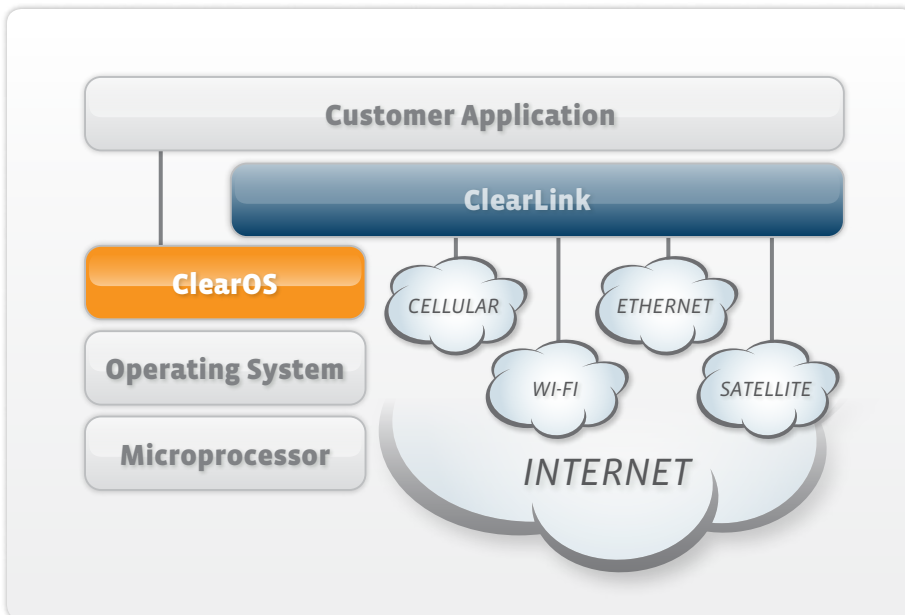 Customer Application
ClearLink
ClearOS
CELLULAR
ETHERNET
Operating System
WI-FI
SATELLITE
Microprocessor
INTERNET